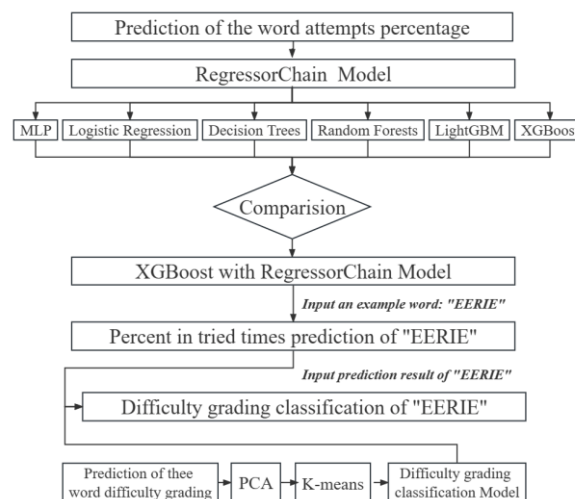 Prediction of the word attempts percentage
RegressorChain Model
MLP
Logistic Regression
Decision Trees
Random Forests
LightGBM
XGBoost
Comparision
XGBoost with RegressorChain Model
Input an example word: "EERIE"
Percent in tried times prediction of "EERIE"
Input prediction result of "EERIE"
Difficulty grading classification of "EERIE"
Prediction of thee
word difficulty grading
PCA
K-means
Difficulty grading
classification Model